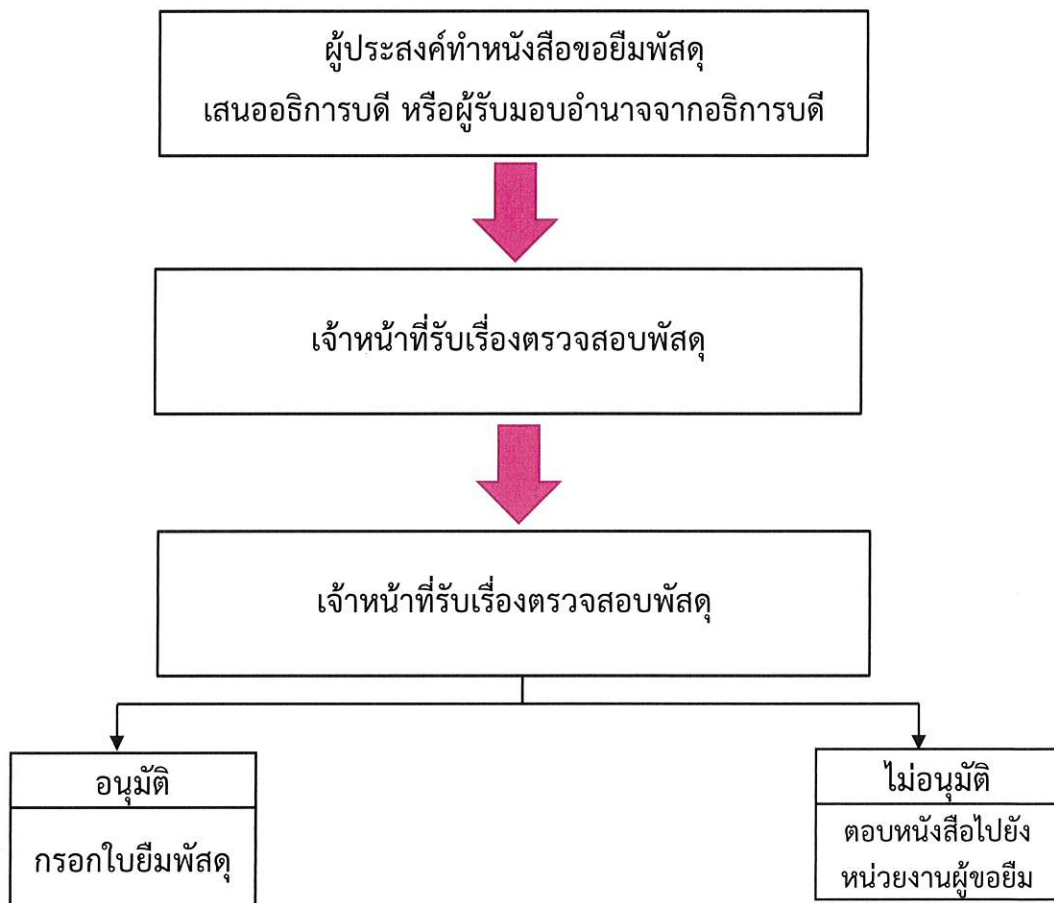 ผู้ประสงค์ทำหนังสือขอยืมพัสดุ
เสนออธิการบดี หรือผู้รับมอบอำนาจจากอธิการบดี
เจ้าหน้าที่รับเรื่องตรวจสอบพัสดุ
เจ้าหน้าที่รับเรื่องตรวจสอบพัสดุ
อนุมัติ
กรอกใบยืมพัสดุ
ไม่อนุมัติ
ตอบหนังสือไปยัง
หน่วยงานผู้ขอยืม